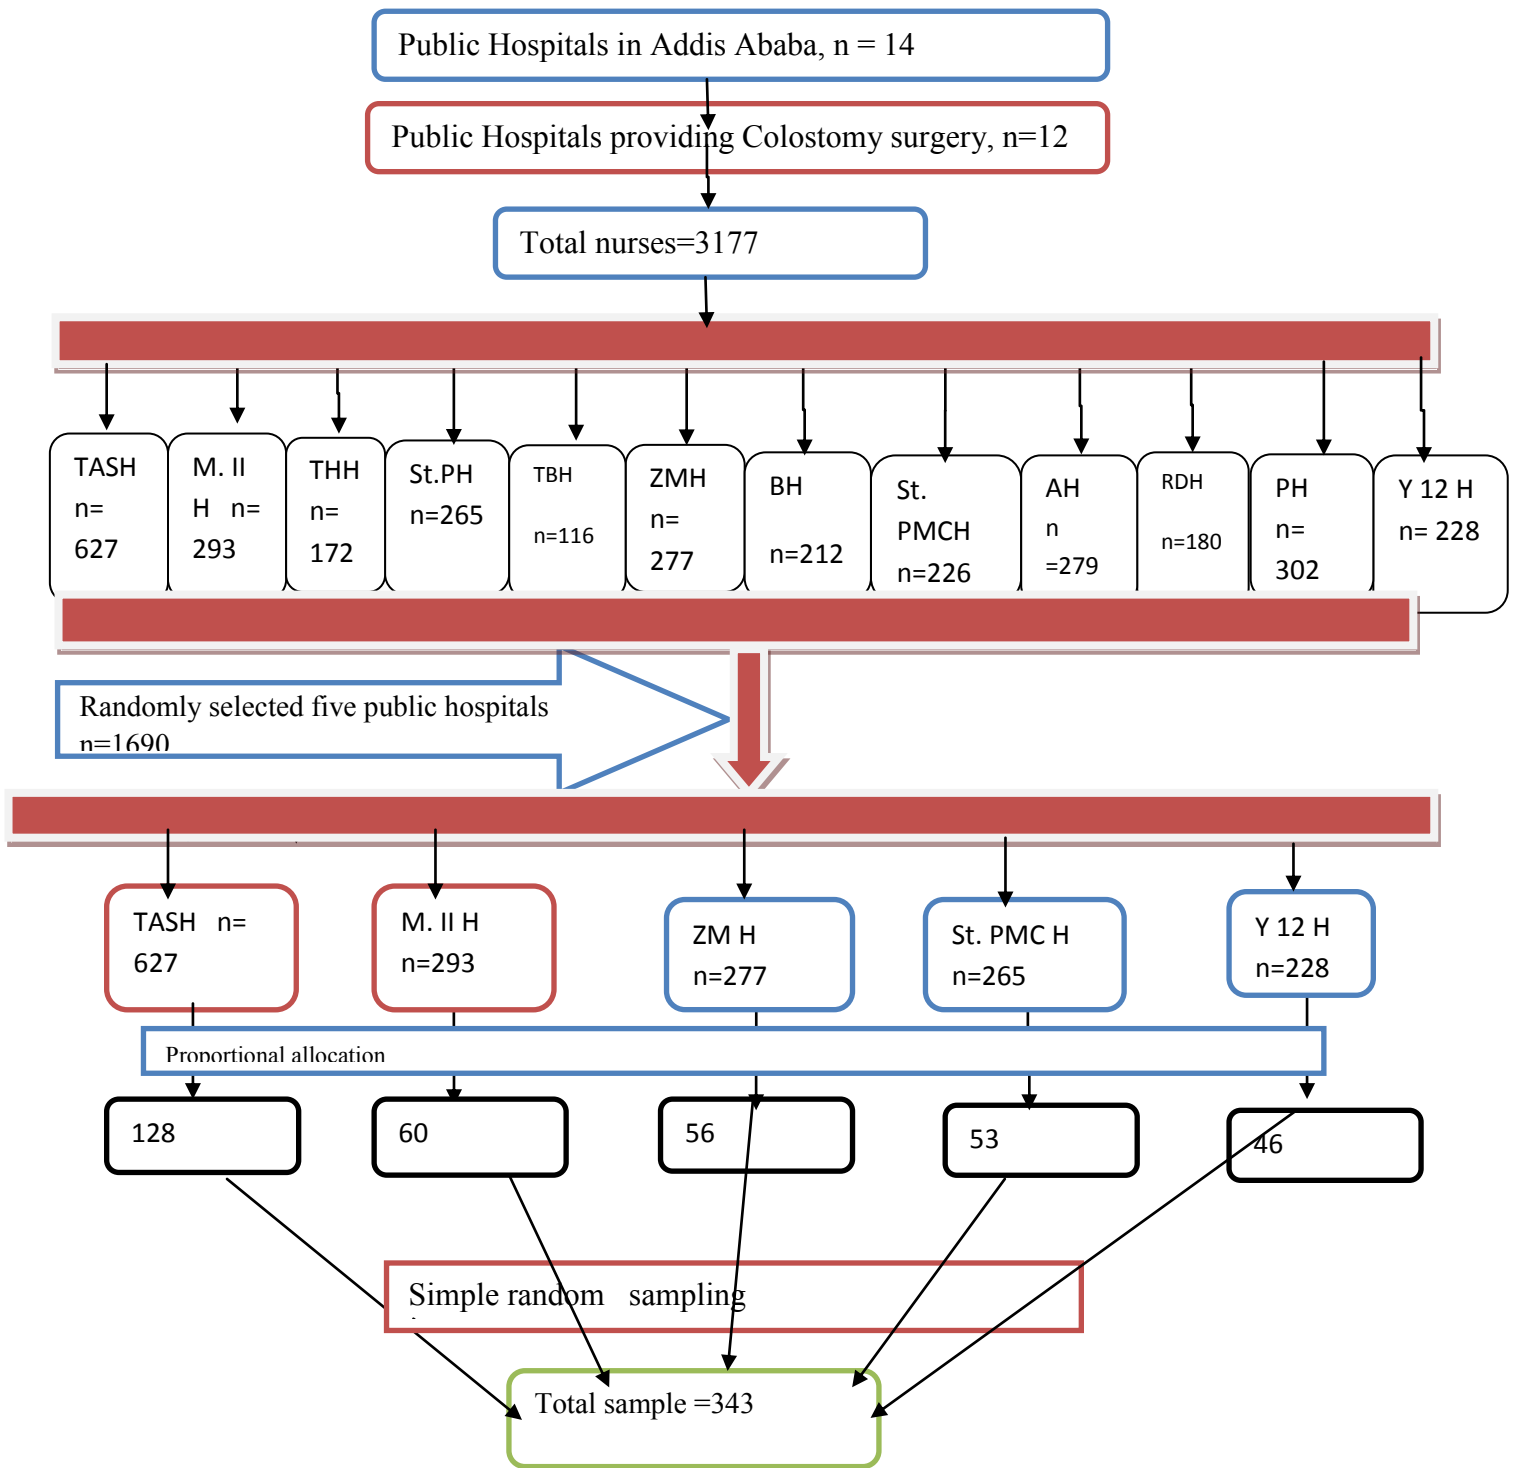 Public Hospitals in Addis Ababa, n = 14
Public Hospitals providing Colostomy surgery, n=12
Total nurses=3177
TASH
n=
627
M. II
H n=
293
THH
n=
172
St.PH
n=265
TBH
n=116
ZMH
n=
277
BH
n=212
St.
PMCH
n=226
AH
n
=279
RDH
n=180
PH
n=
302
Y 12 H
n= 228
Randomly selected five public hospitals
n=1690
TASH n=
627
M. II H
n=293
ZM H
n=277
St. PMC H
n=265
Y 12 H
n=228
Proportional allocation
128
60
56
53
46
Simple random sampling
Total sample =343